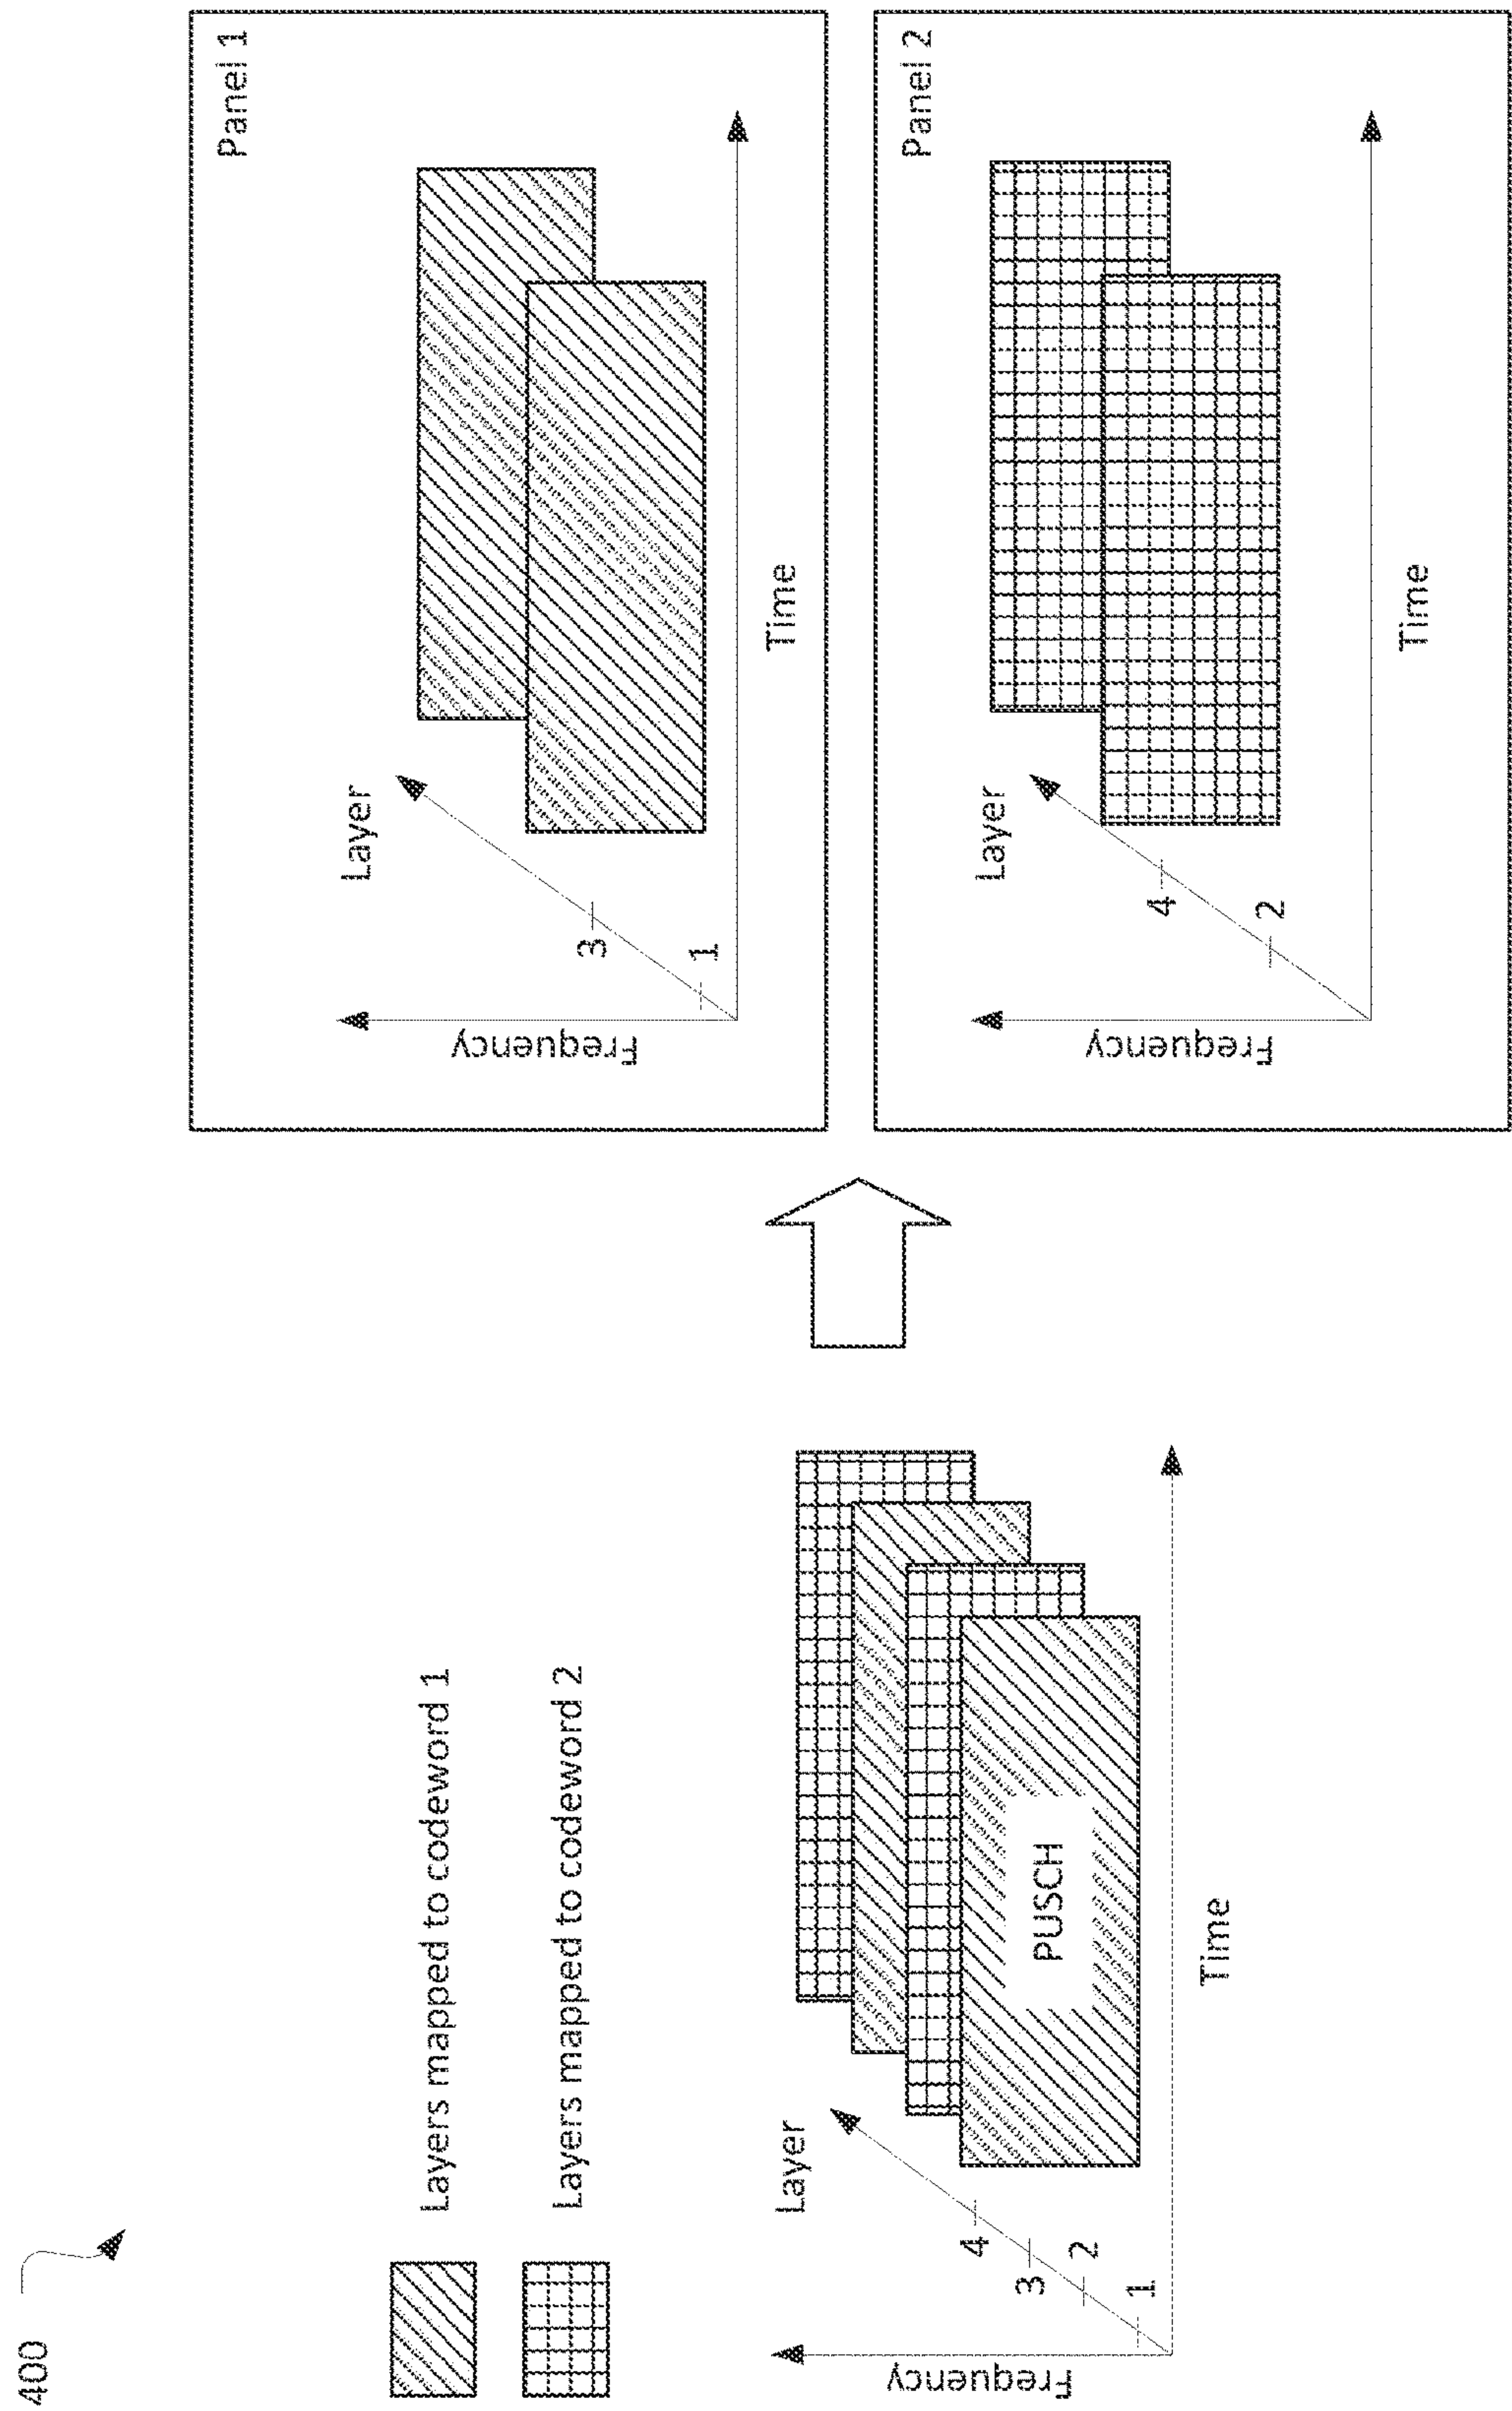 400
Layers mapped to codeword 1
Layers mapped to codeword 2
Frequency
Layer
4
3
2
1
PUSCH
Time
Panel 1
Frequency
Layer
3
1
Time
Panel 2
Frequency
Layer
4
2
Time